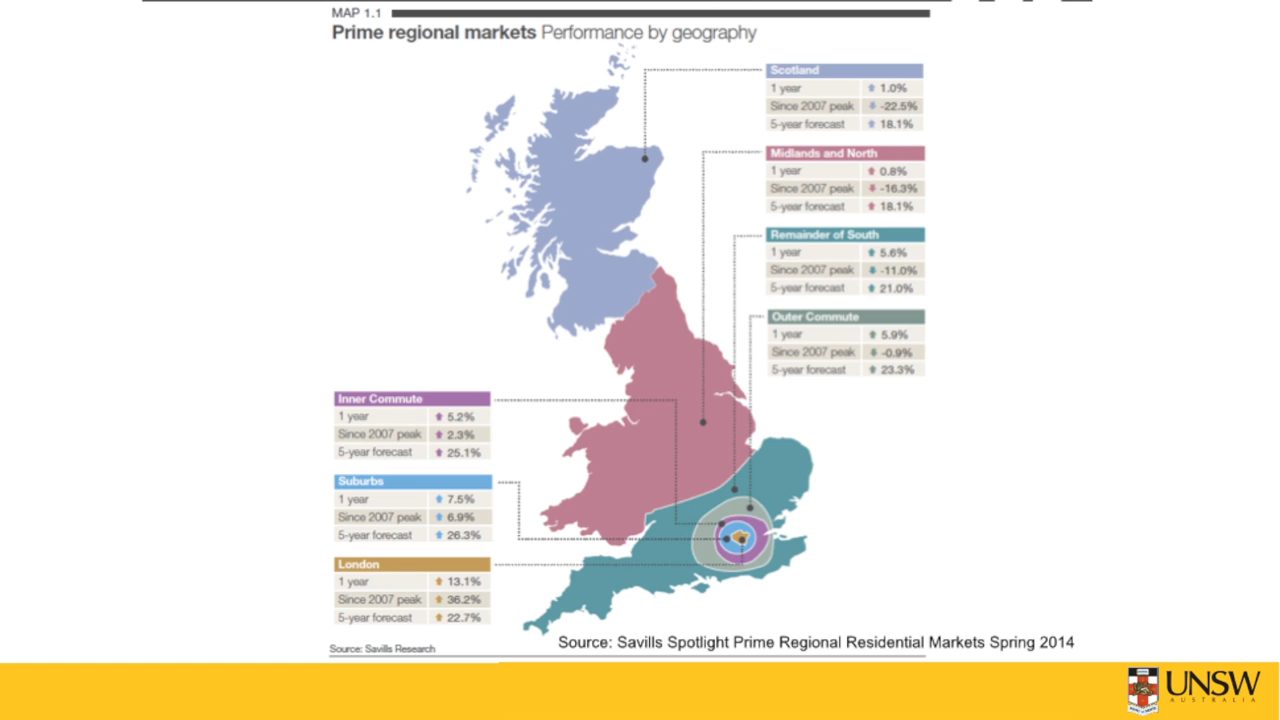 MAP 1.1
Prime regional markets Performance by geography
Scotland
1 year 1.0%
Since 2007 peak -22.5%
5-year forecast 18.1%
Midlands and North
1 year 0.8%
Since 2007 peak -16.3%
5-year forecast 18.1%
Remainder of South
1 year 5.6%
Since 2007 peak -11.0%
5-year forecast 21.0%
Outer Commute
1 year 5.9%
Since 2007 peak -0.9%
5-year forecast 23.3%
Inner Commute
1 year 5.2%
Since 2007 peak 2.3%
5-year forecast 25.1%
Suburbs
1 year 7.5%
Since 2007 peak 6.9%
5-year forecast 26.3%
London
1 year 13.1%
Since 2007 peak 36.2%
5-year forecast 22.7%
Source: Savills Spotlight Prime Regional Residential Markets Spring 2014
Source: Savills Research
UNSW
AUSTRALIA